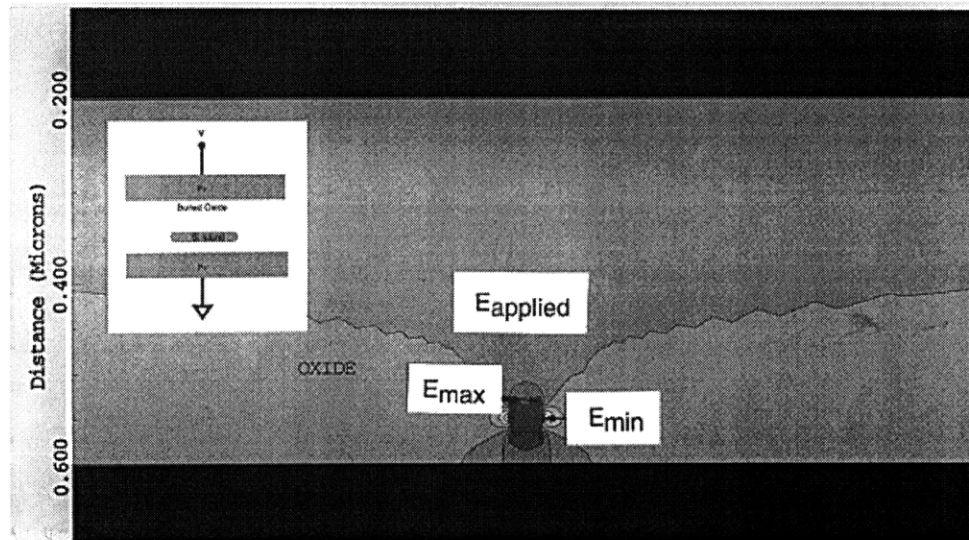 Distance (Microns)
0.200
0.400
0.600
V
P+
Buried Oxide
P+
OXIDE
Eapplied
Emax
Emin